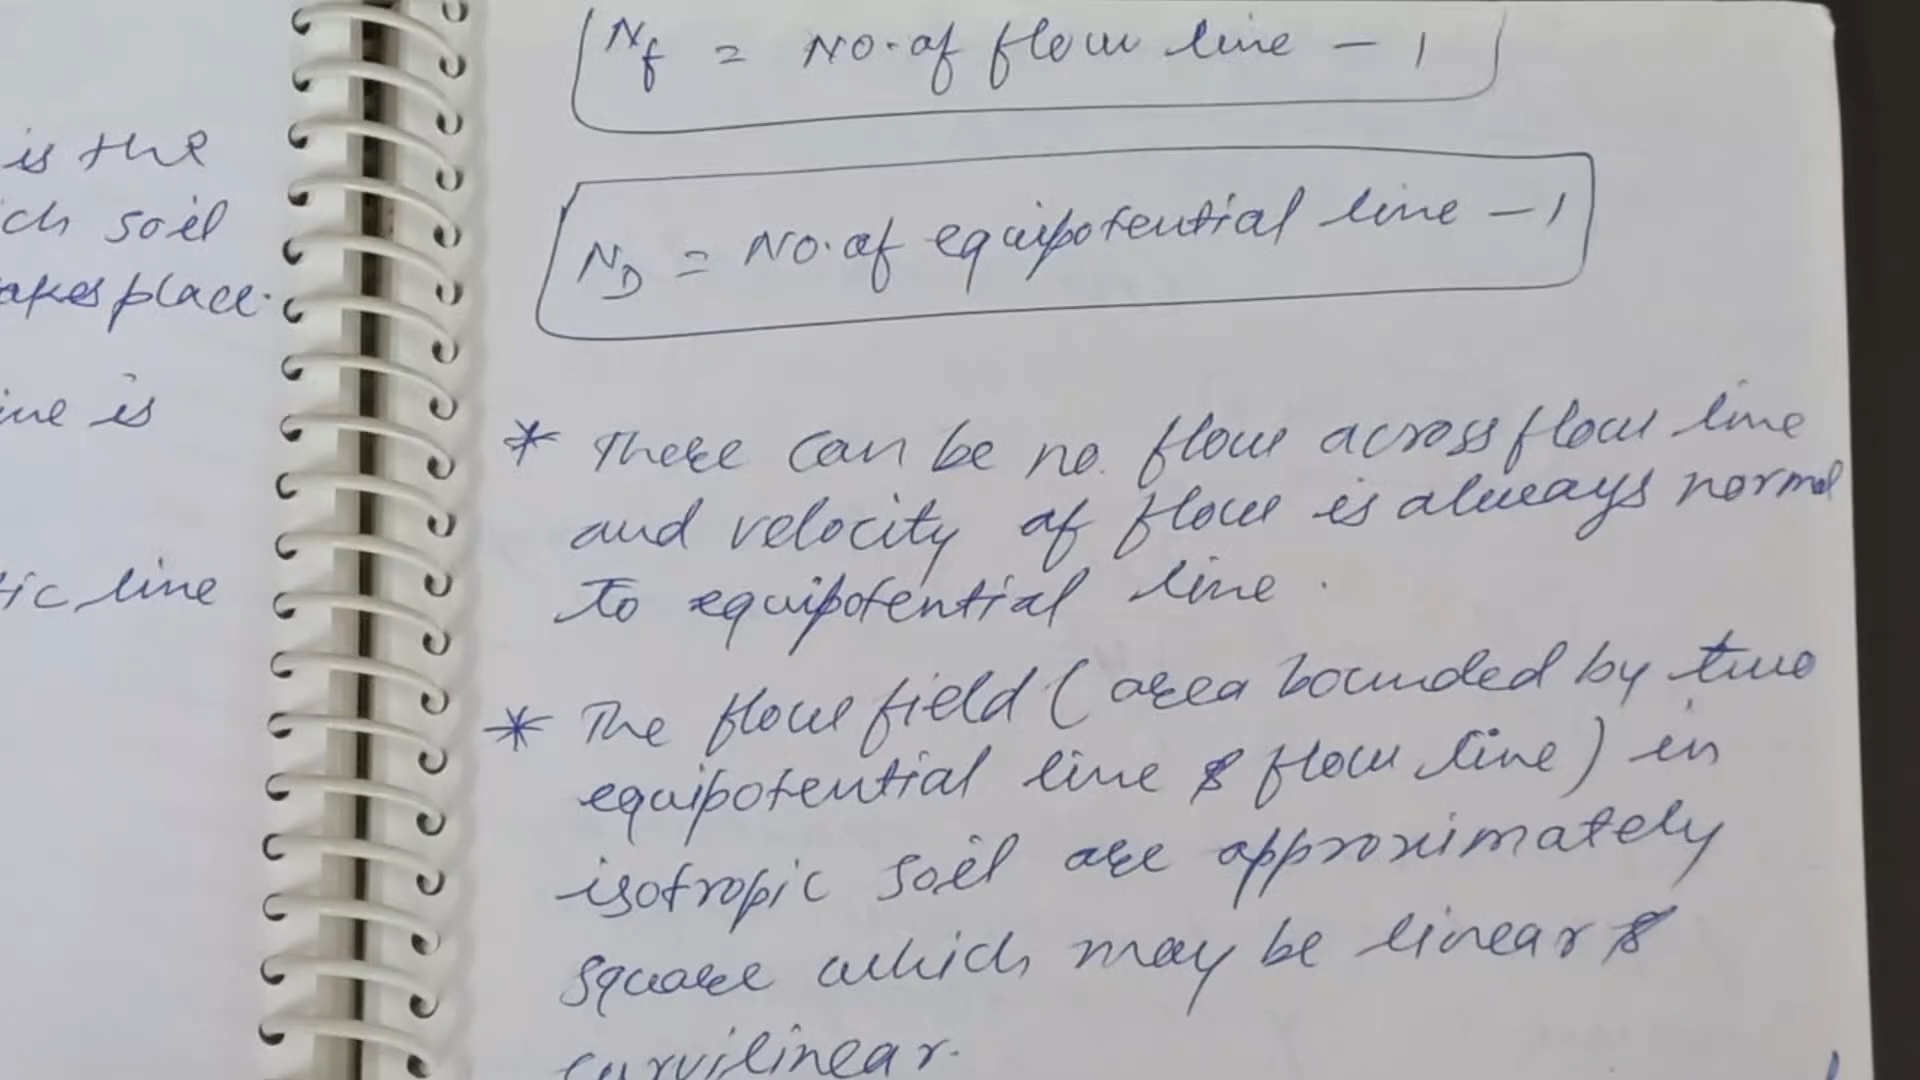 is the
ch soil
akes place.
ine is
tic line
Nf = No. of flow line - 1
ND = No. of equipotential line - 1
* There can be no. flow across flow line
and velocity of flow is always normal
to equipotential line.
* The flow field (area bounded by two
equipotential line & flow line) in
isotropic soil are approximately
square which may be linear &
curvilinear.